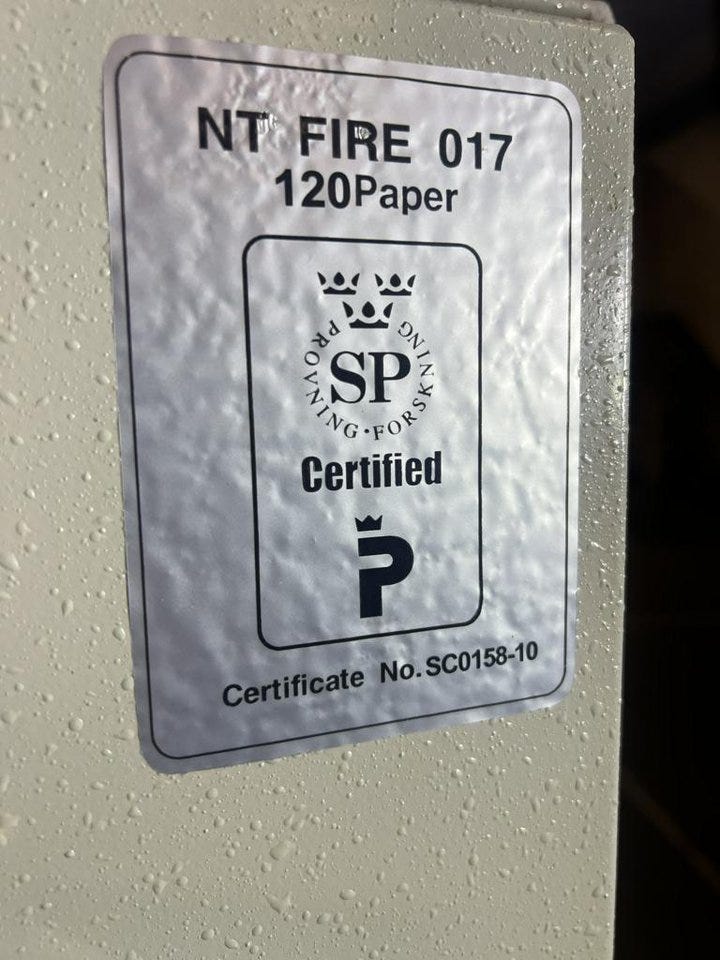 NT FIRE 017
120Paper
SP
PROVNING · FORSKNING
Certified
P
Certificate No. SC0158-10